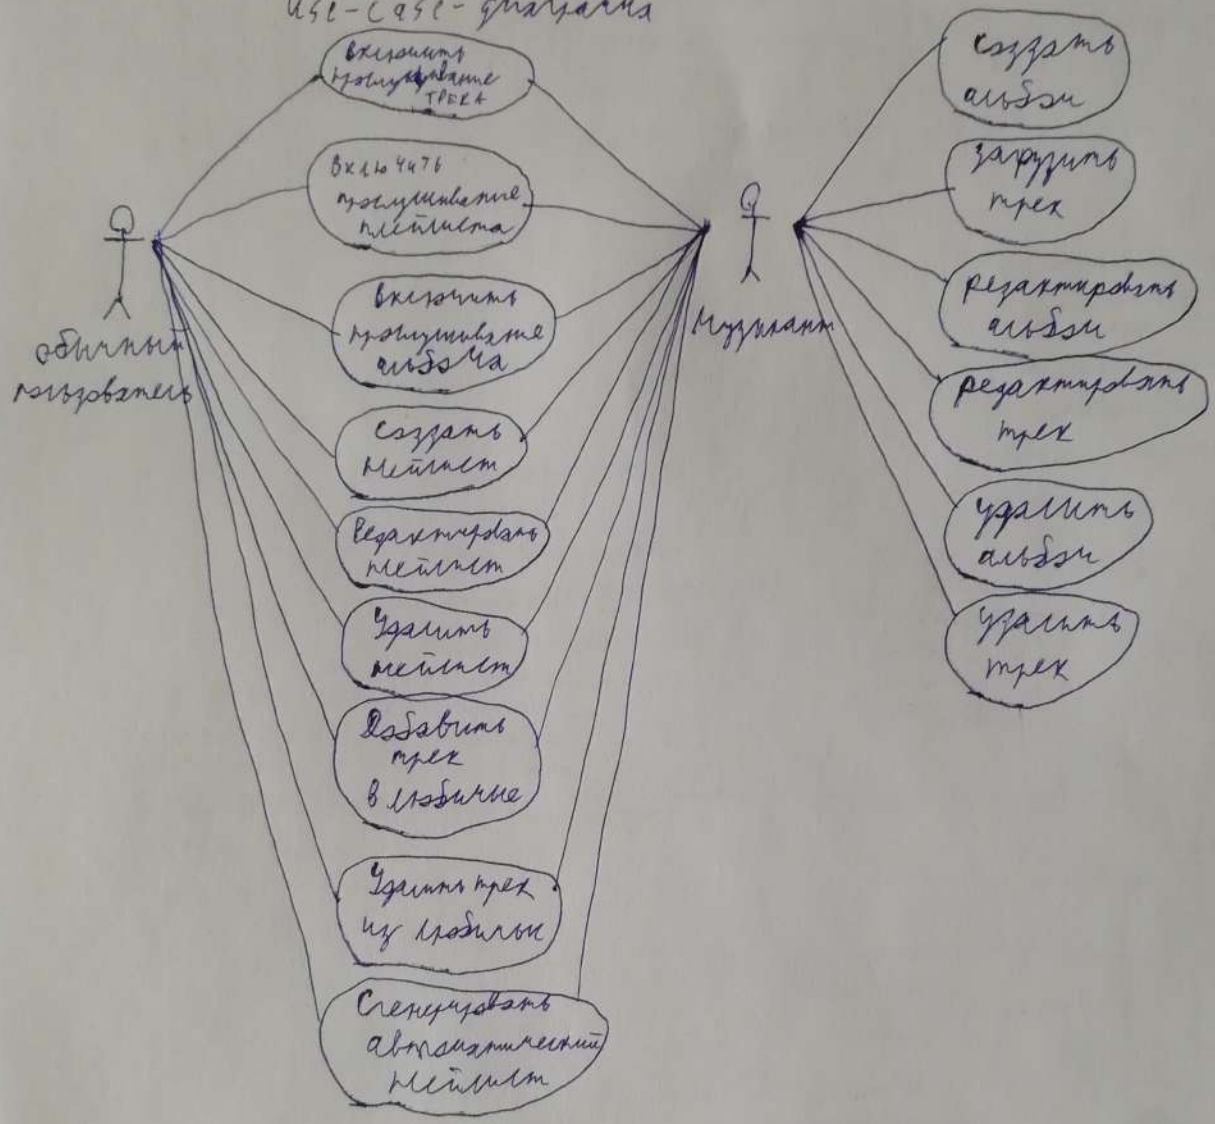 use-case-диаграмма
включить
прослушивание
ТРЕКА
включить
прослушивание
плейлиста
включить
прослушивание
альбома
создать
плейлист
Редактировать
плейлист
Удалить
плейлист
Добавить
трек
в любимые
Удалить трек
из любимых
Сгенерировать
автоматический
плейлист
обычный
пользователь
Музыкант
создать
альбом
загрузить
трек
редактировать
альбом
редактировать
трек
удалить
альбом
удалить
трек